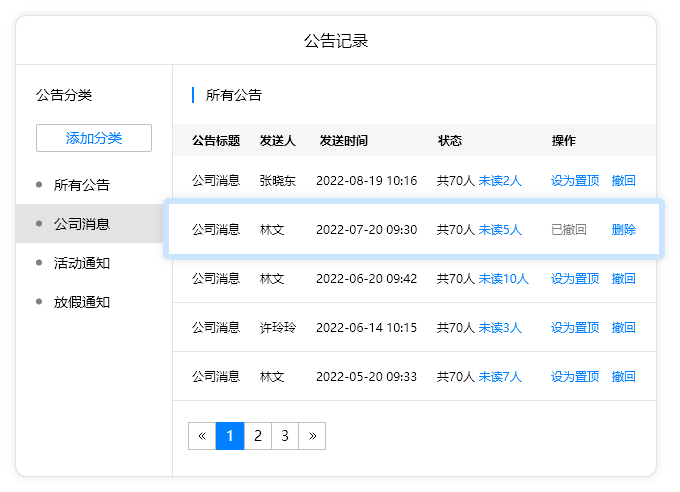 公告记录
公告分类
添加分类
所有公告
公司消息
活动通知
放假通知
所有公告
公告标题 发送人 发送时间 状态 操作
公司消息 张晓东 2022-08-19 10:16 共70人 未读2人 设为置顶 撤回
公司消息 林文 2022-07-20 09:30 共70人 未读5人 已撤回 删除
公司消息 林文 2022-06-20 09:42 共70人 未读10人 设为置顶 撤回
公司消息 许玲玲 2022-06-14 10:15 共70人 未读3人 设为置顶 撤回
公司消息 林文 2022-05-20 09:33 共70人 未读7人 设为置顶 撤回
« 1 2 3 »